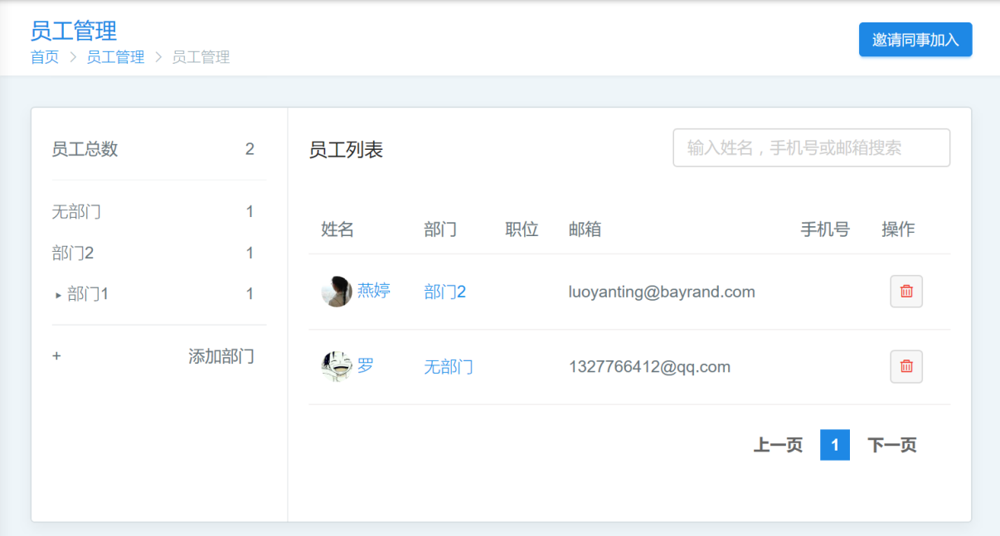 员工管理
首页 > 员工管理 > 员工管理
邀请同事加入
员工总数 2
无部门 1
部门2 1
部门1 1
+ 添加部门
员工列表
输入姓名，手机号或邮箱搜索
姓名 部门 职位 邮箱 手机号 操作
燕婷 部门2 luoyanting@bayrand.com
罗 无部门 1327766412@qq.com
上一页 1 下一页